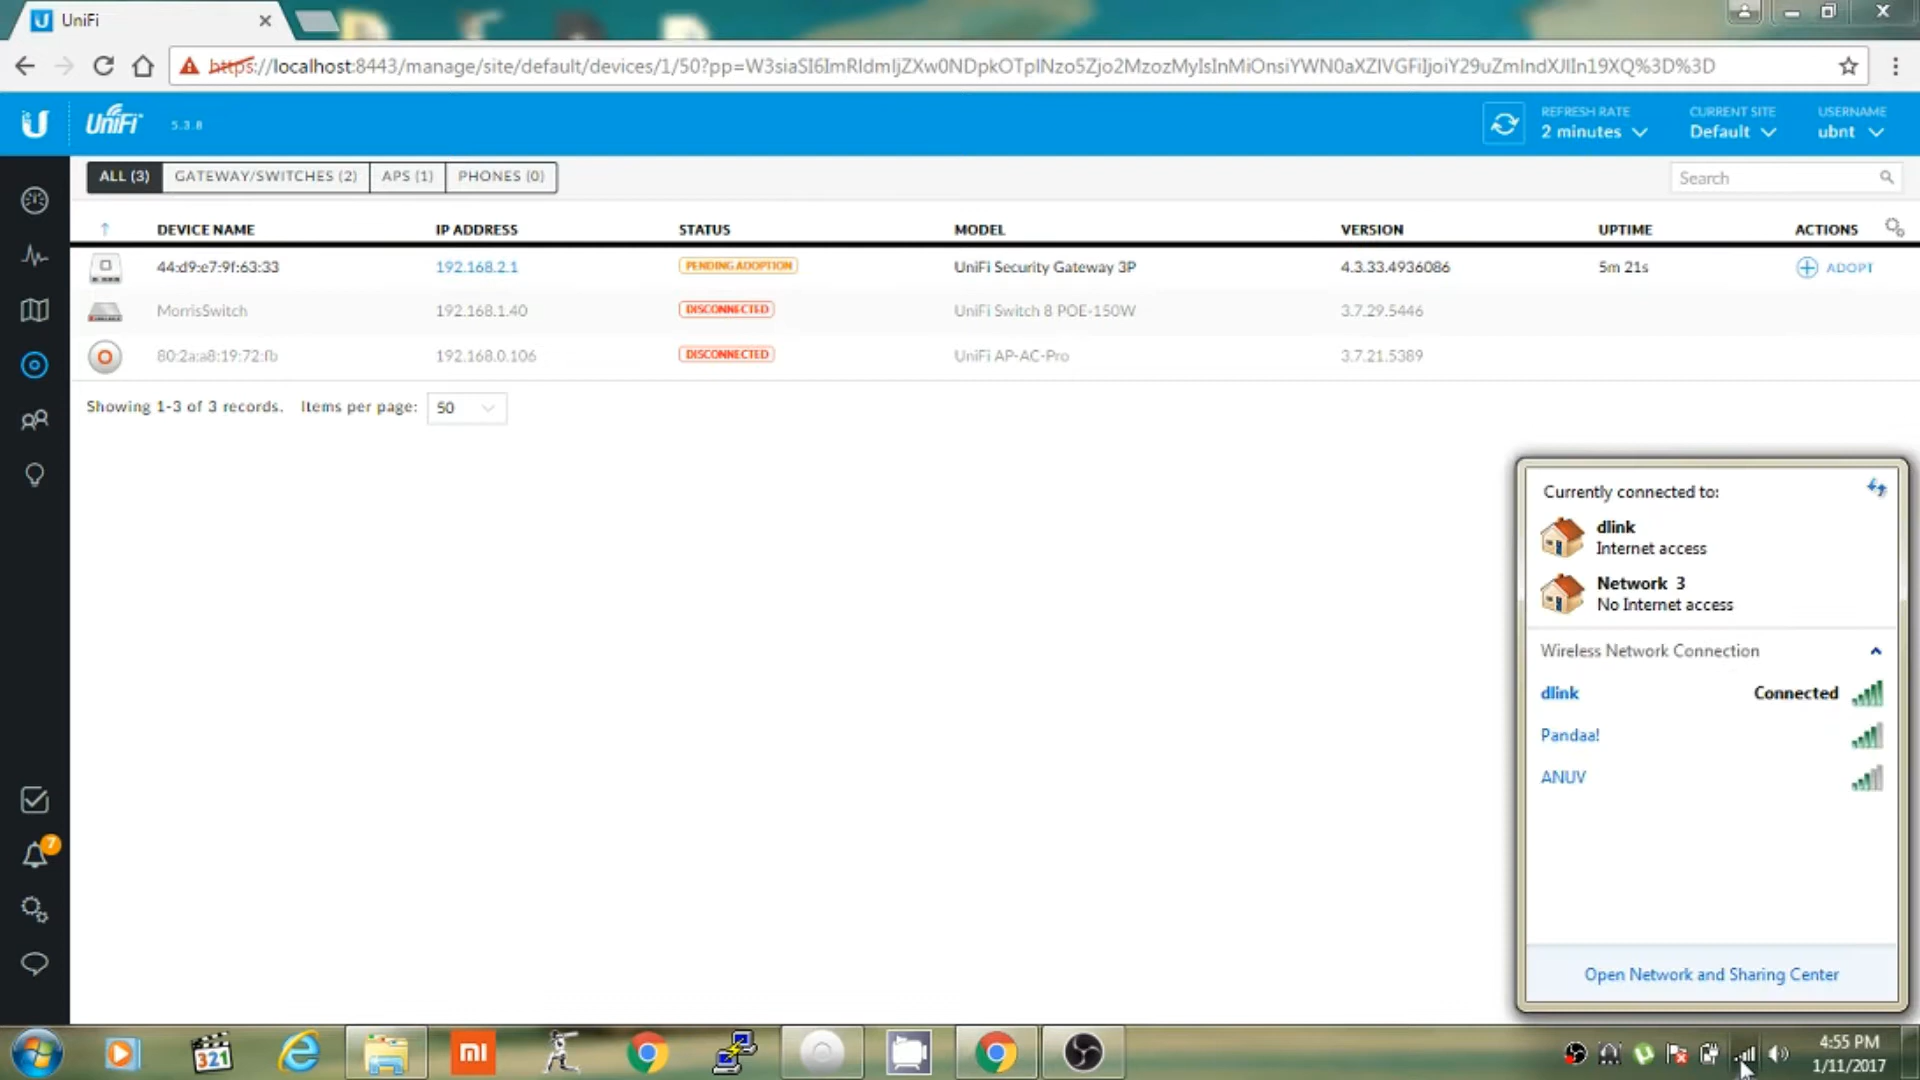 UniFi
https://localhost:8443/manage/site/default/devices/1/50?pp=
UniFi 5.3.8
REFRESH RATE CURRENT SITE USERNAME
2 minutes Default ubnt
ALL (3) GATEWAY/SWITCHES (2) APS (1) PHONES (0)
Search
DEVICE NAME IP ADDRESS STATUS MODEL VERSION UPTIME ACTIONS
44:d9:e7:9f:63:33 192.168.2.1 PENDING ADOPTION UniFi Security Gateway 3P 4.3.33.4936086 5m 21s ADOPT
MorrisSwitch 192.168.1.40 DISCONNECTED UniFi Switch 8 POE-150W 3.7.29.5446
80:2a:a8:19:72:fb 192.168.0.106 DISCONNECTED UniFi AP-AC-Pro 3.7.21.5389
Showing 1-3 of 3 records. Items per page: 50
Currently connected to:
dlink
Internet access
Network 3
No Internet access
Wireless Network Connection
dlink Connected
Pandaa!
ANUV
Open Network and Sharing Center
7
321
mi
4:55 PM
1/11/2017